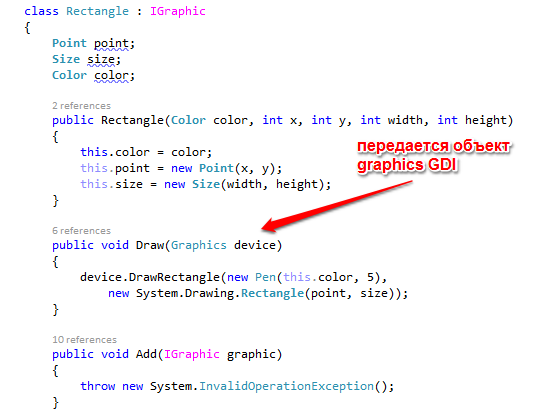 class Rectangle : IGraphic
{
Point point;
Size size;
Color color;
2 references
public Rectangle(Color color, int x, int y, int width, int height)
{
this.color = color;
this.point = new Point(x, y);
this.size = new Size(width, height);
}
передается объект
graphics GDI
6 references
public void Draw(Graphics device)
{
device.DrawRectangle(new Pen(this.color, 5),
new System.Drawing.Rectangle(point, size));
}
10 references
public void Add(IGraphic graphic)
{
throw new System.InvalidOperationException();
}